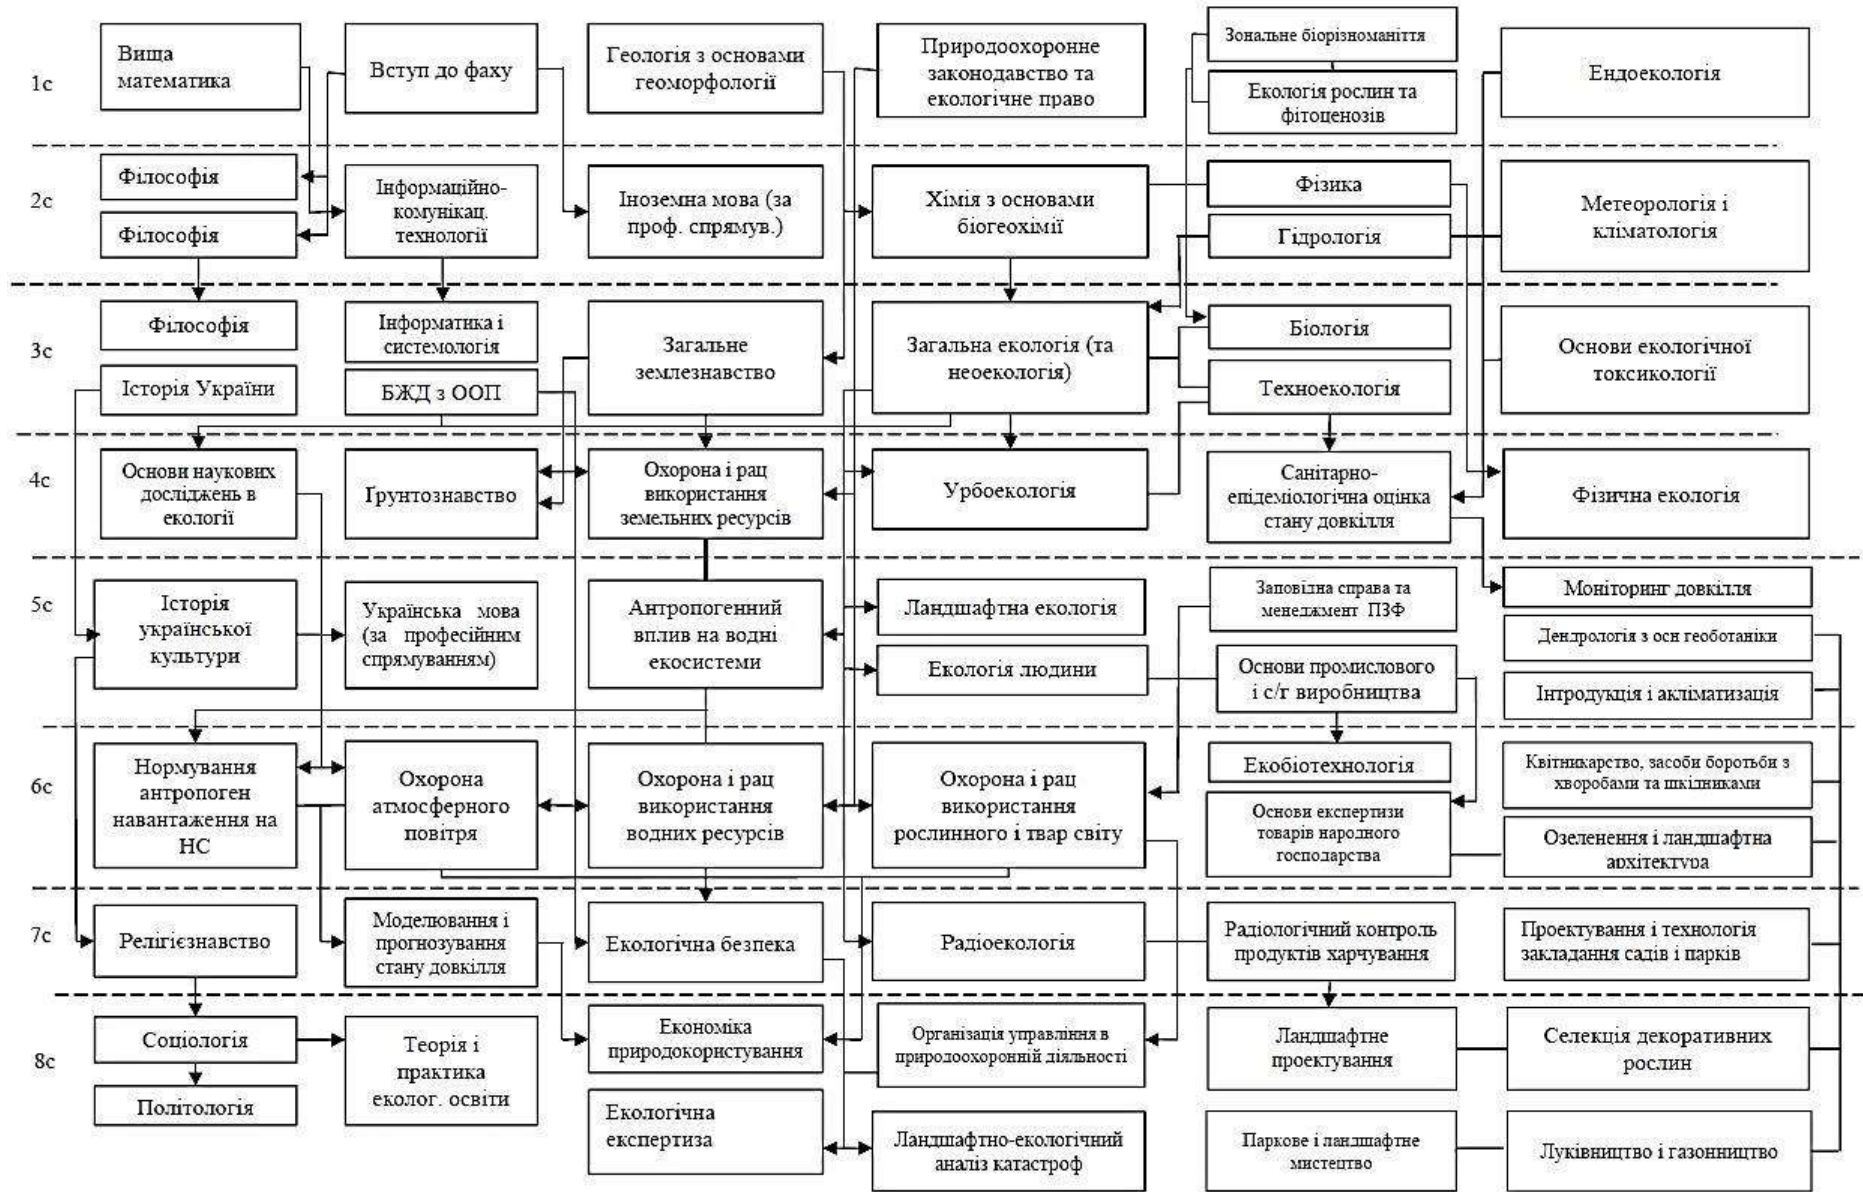 1с
Вища
математика
Вступ до фаху
Геологія з основами
геоморфології
Природоохоронне
законодавство та
екологічне право
Зональне біорізноманіття
Екологія рослин та
фітоценозів
Ендоекологія
2с
Філософія
Філософія
Інформаційно-
комунікац.
технології
Іноземна мова (за
проф. спрямув.)
Хімія з основами
біогеохімії
Фізика
Гідрологія
Метеорологія і
кліматологія
3с
Філософія
Історія України
Інформатика і
системологія
БЖД з ООП
Загальне
землезнавство
Загальна екологія (та
неоекологія)
Біологія
Техноекологія
Основи екологічної
токсикології
4с
Основи наукових
досліджень в
екології
Ґрунтознавство
Охорона і рац
використання
земельних ресурсів
Урбоекологія
Санітарно-
епідеміологічна оцінка
стану довкілля
Фізична екологія
5с
Історія
української
культури
Українська мова
(за професійним
спрямуванням)
Антропогенний
вплив на водні
екосистеми
Ландшафтна екологія
Екологія людини
Заповідна справа та
менеджмент ПЗФ
Основи промислового
і с/г виробництва
Моніторинг довкілля
Дендрологія з осн геоботаніки
Інтродукція і акліматизація
6с
Нормування
антропоген
навантаження на
НС
Охорона
атмосферного
повітря
Охорона і рац
використання
водних ресурсів
Охорона і рац
використання
рослинного і твар світу
Екобіотехнологія
Основи експертизи
товарів народного
господарства
Квітникарство, засоби боротьби з
хворобами та шкідниками
Озеленення і ландшафтна
архітектура
7с
Релігієзнавство
Моделювання і
прогнозування
стану довкілля
Екологічна безпека
Радіоекологія
Радіологічний контроль
продуктів харчування
Проектування і технологія
закладання садів і парків
8с
Соціологія
Політологія
Теорія і
практика
еколог. освіти
Економіка
природокористування
Екологічна
експертиза
Організація управління в
природоохоронній діяльності
Ландшафтно-екологічний
аналіз катастроф
Ландшафтне
проектування
Паркове і ландшафтне
мистецтво
Селекція декоративних
рослин
Луківництво і газонництво